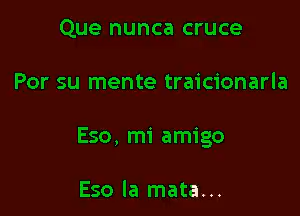 Que nunca cruce
Por su mente traicionarla
Eso, mi amigo
Eso la mata...